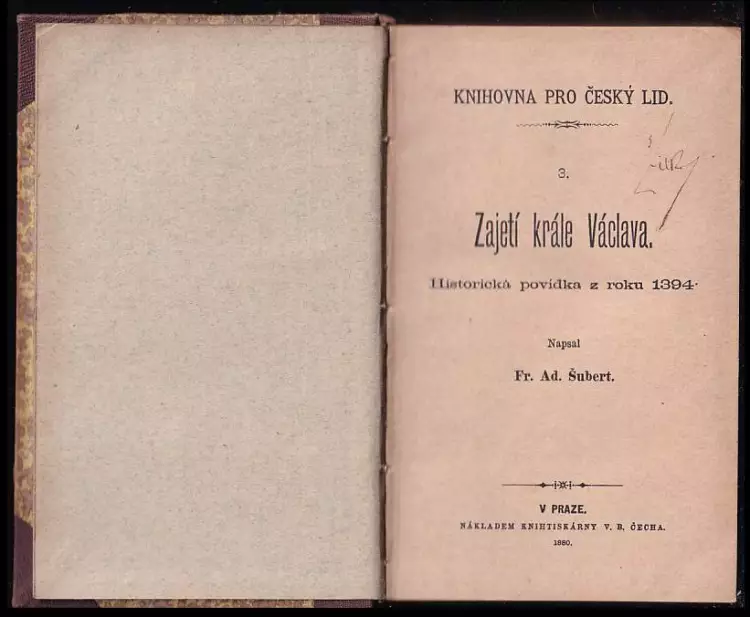 KNIHOVNA PRO ČESKÝ LID.
3.
Zajetí krále Václava.
Historická povídka z roku 1394.
Napsal
Fr. Ad. Šubert.
V PRAZE.
NÁKLADEM KNIHTISKÁRNY V. B. ČECHA.
1880.